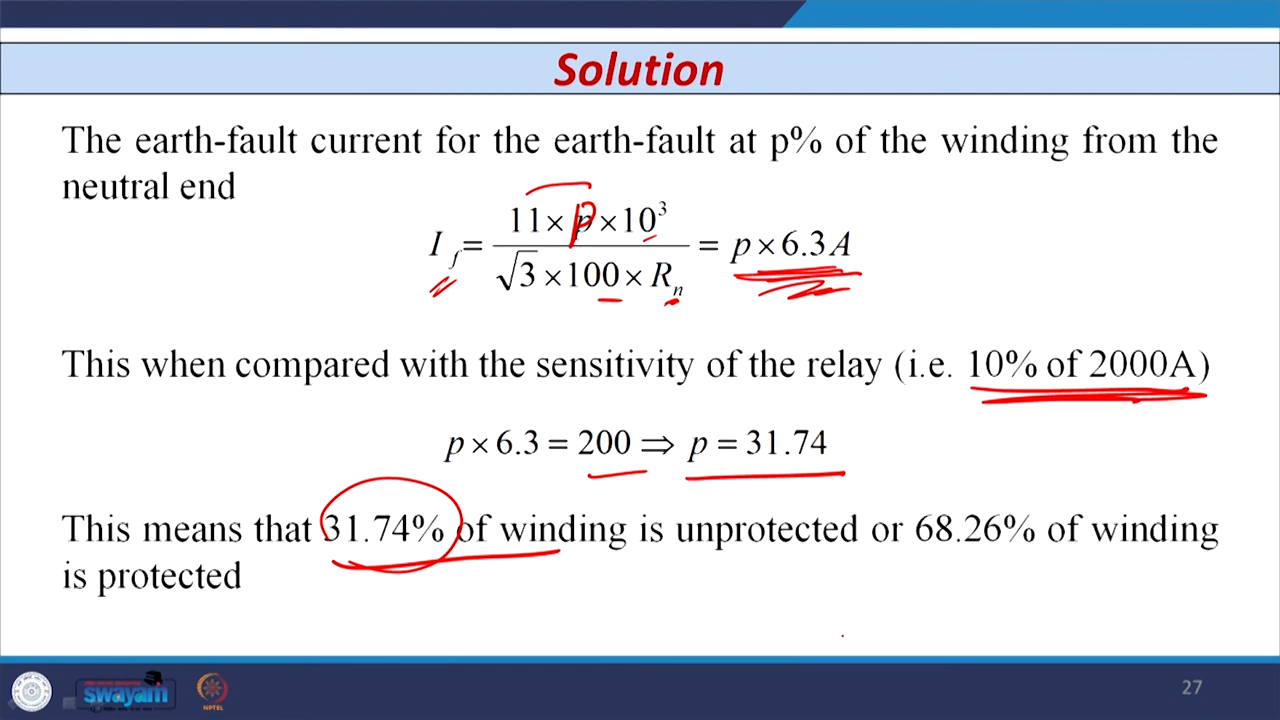 Solution
The earth-fault current for the earth-fault at p% of the winding from the
neutral end
I_f = (11 × p × 10³) / (√3 × 100 × R_n) = p × 6.3 A
This when compared with the sensitivity of the relay (i.e. 10% of 2000A)
p × 6.3 = 200 ⇒ p = 31.74
This means that 31.74% of winding is unprotected or 68.26% of winding
is protected
swayam
NPTEL
27